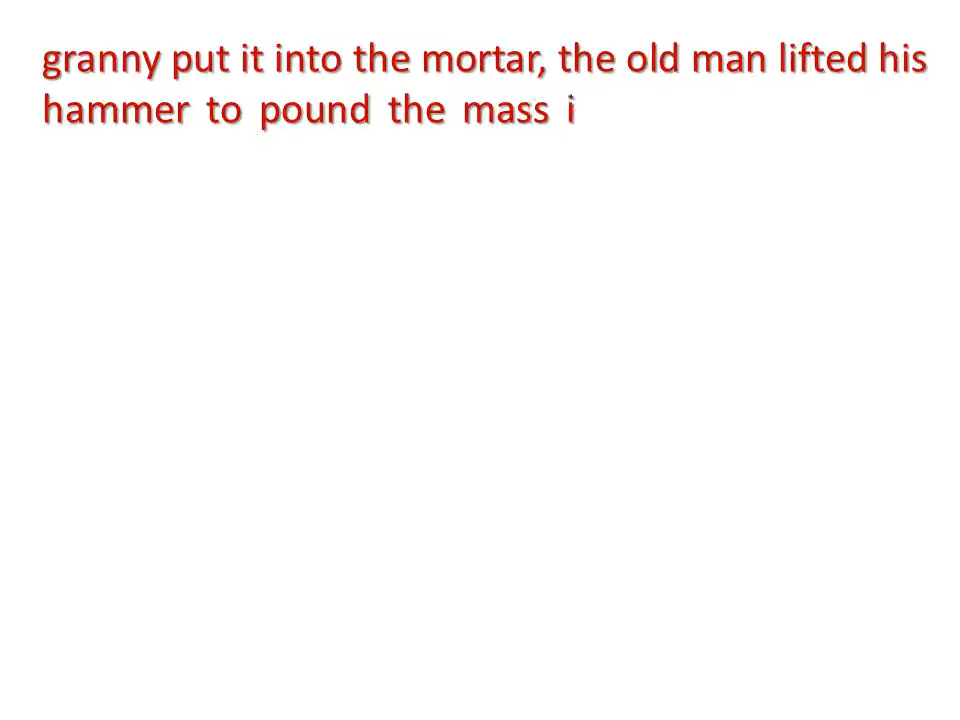 granny put it into the mortar, the old man lifted his
hammer to pound the mass i